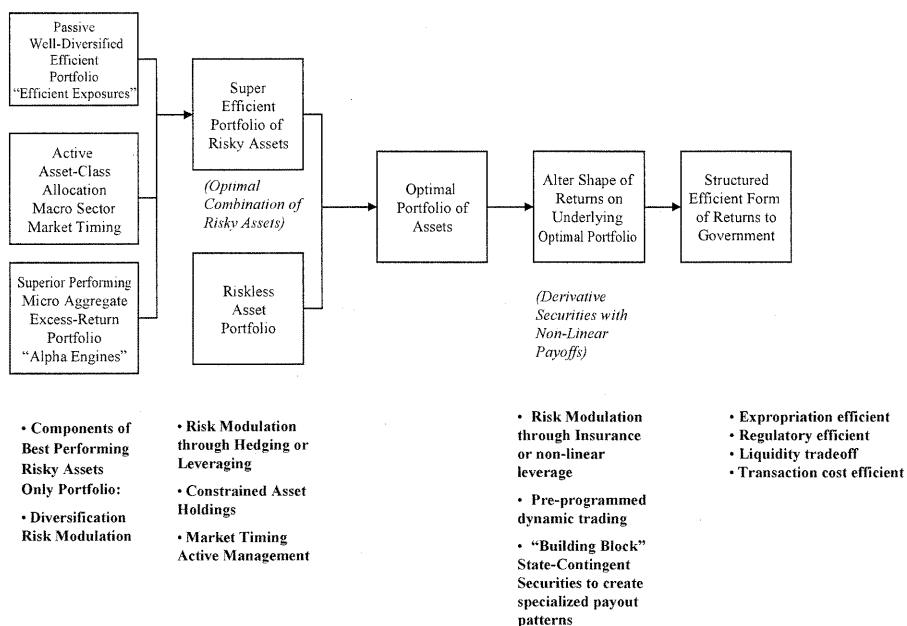 Passive
Well-Diversified
Efficient
Portfolio
“Efficient Exposures”
Active
Asset-Class
Allocation
Macro Sector
Market Timing
Superior Performing
Micro Aggregate
Excess-Return
Portfolio
“Alpha Engines”
Super
Efficient
Portfolio of
Risky Assets
(Optimal
Combination of
Risky Assets)
Riskless
Asset
Portfolio
Optimal
Portfolio of
Assets
Alter Shape of
Returns on
Underlying
Optimal Portfolio
(Derivative
Securities with
Non-Linear
Payoffs)
Structured
Efficient Form
of Returns to
Government
• Components of
Best Performing
Risky Assets
Only Portfolio:
• Diversification
Risk Modulation
• Risk Modulation
through Hedging or
Leveraging
• Constrained Asset
Holdings
• Market Timing
Active Management
• Risk Modulation
through Insurance
or non-linear
leverage
• Pre-programmed
dynamic trading
• “Building Block”
State-Contingent
Securities to create
specialized payout
patterns
• Expropriation efficient
• Regulatory efficient
• Liquidity tradeoff
• Transaction cost efficient